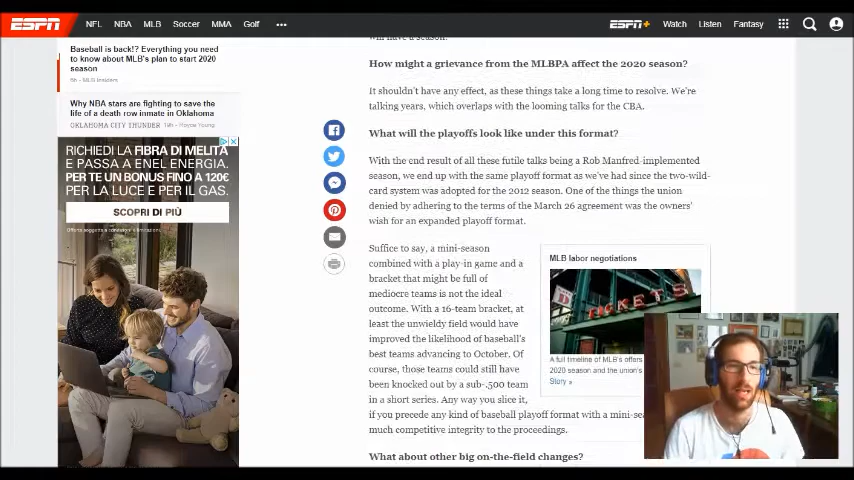 ESPN NFL NBA MLB Soccer MMA Golf ••• ESPN+ Watch Listen Fantasy
Baseball is back!? Everything you
need to know about MLB's plan to start 2020
season
6h - MLB Insiders
Why NBA stars are fighting to save the
life of a death row inmate in Oklahoma
OKLAHOMA CITY THUNDER 19h - Royce Young
RICHIEDI LA FIBRA DI MELITA
E PASSA A ENEL ENERGIA.
PER TE UN BONUS FINO A 120€
PER LA LUCE E PER IL GAS.
SCOPRI DI PIÙ
will have a season.
How might a grievance from the MLBPA affect the 2020 season?
It shouldn't have any effect, as these things take a long time to resolve. We're
talking years, which overlaps with the looming talks for the CBA.
What will the playoffs look like under this format?
With the end result of all these futile talks being a Rob Manfred-implemented
season, we end up with the same playoff format as we've had since the two-wild-
card system was adopted for the 2012 season. One of the things the union
denied by adhering to the terms of the March 26 agreement was the owners'
wish for an expanded playoff format.
Suffice to say, a mini-season
combined with a play-in game and a
bracket that might be full of
mediocre teams is not the ideal
outcome. With a 16-team bracket, at
least the unwieldy field would have
improved the likelihood of baseball's
best teams advancing to October. Of
course, those teams could still have
been knocked out by a sub-.500 team
in a short series. Any way you slice it,
if you precede any kind of baseball playoff format with a mini-sea
much competitive integrity to the proceedings.
What about other big on-the-field changes?
MLB labor negotiations
TICKETS
A full timeline of MLB's offers
2020 season and the union's
Story »